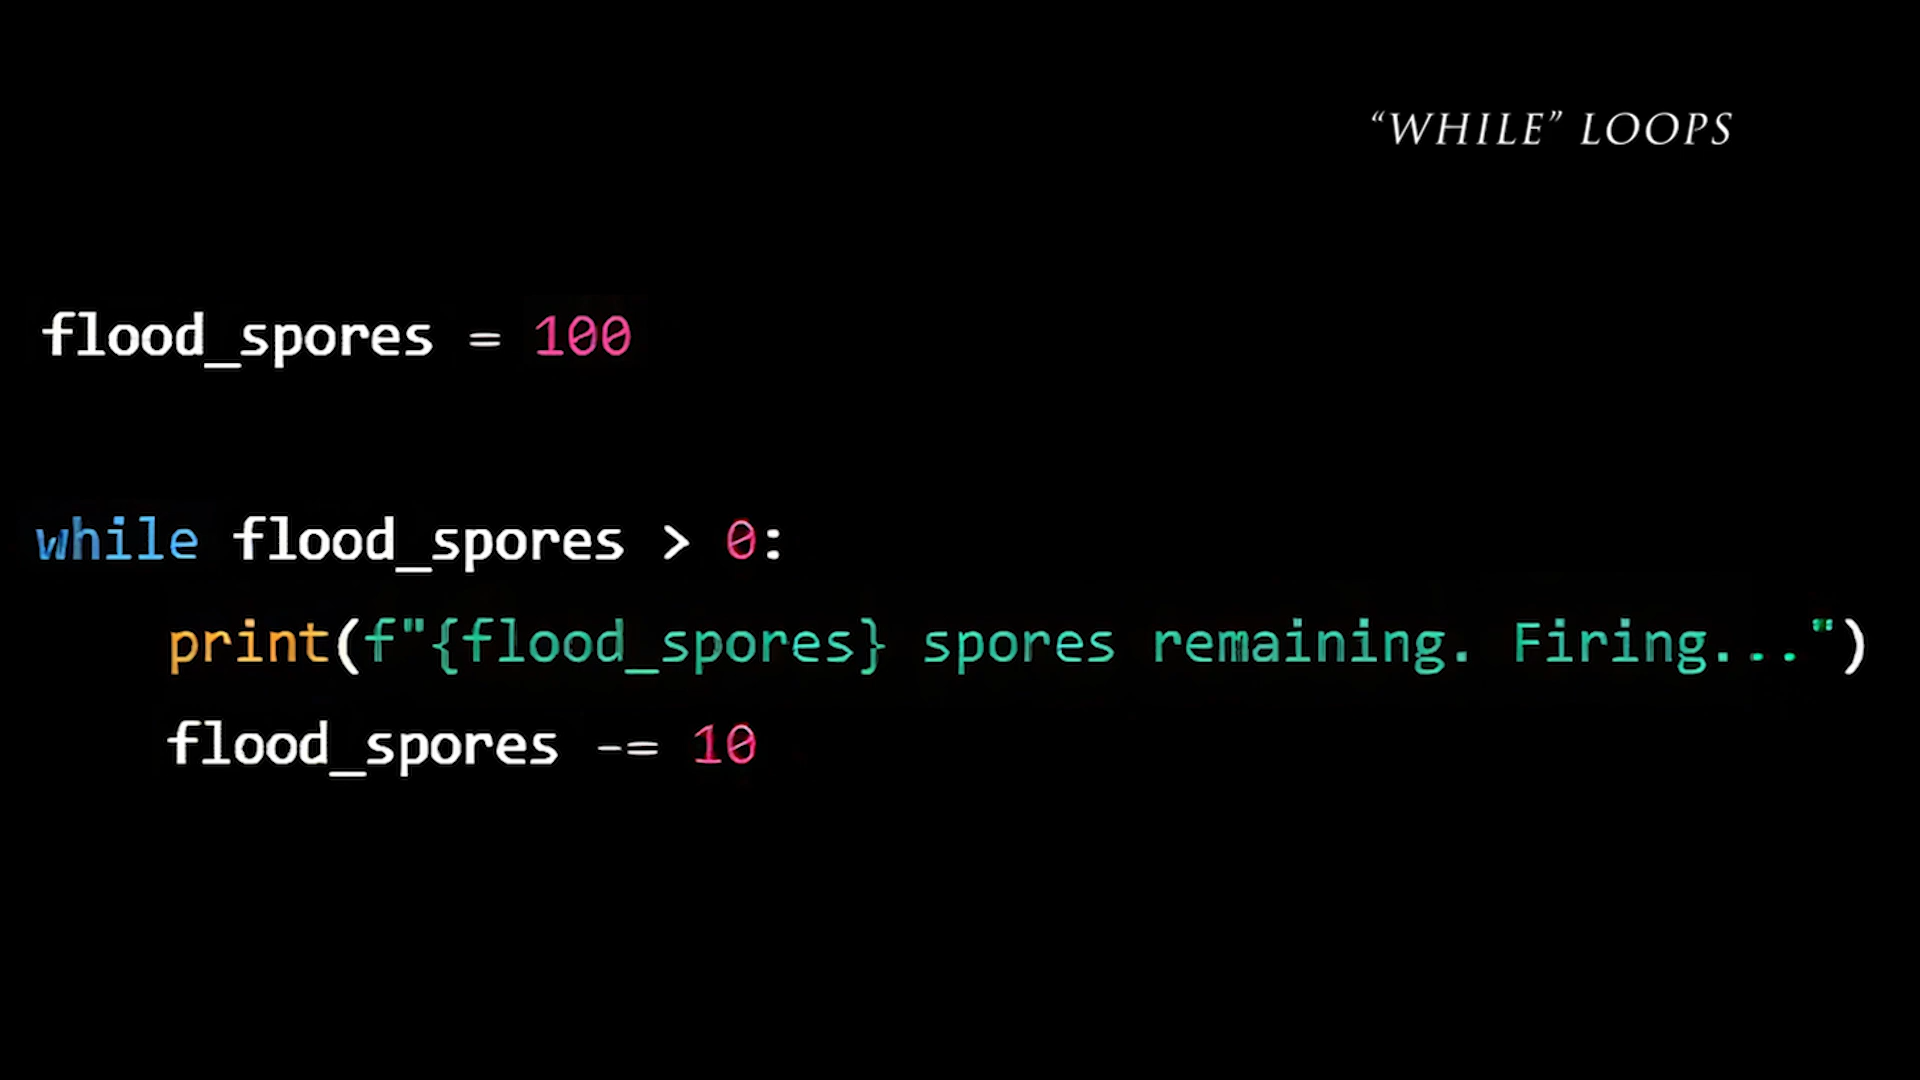 “WHILE” LOOPS
flood_spores = 100
while flood_spores > 0:
    print(f"{flood_spores} spores remaining. Firing...")
    flood_spores -= 10